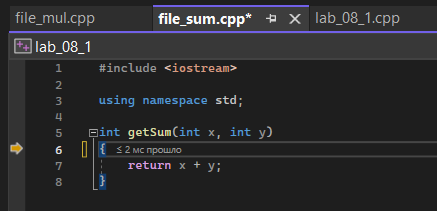 file_mul.cpp file_sum.cpp* lab_08_1.cpp
lab_08_1
1 #include <iostream>
2
3 using namespace std;
4
5 int getSum(int x, int y)
6 { ≤ 2 мс прошло
7 return x + y;
8 }